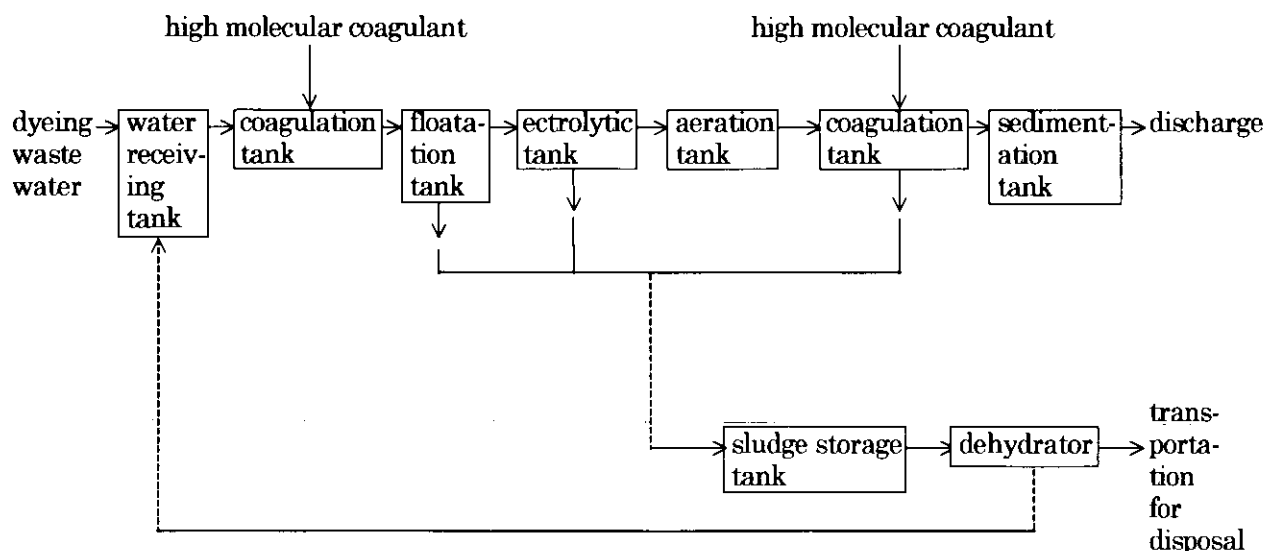 high molecular coagulant
high molecular coagulant
dyeing
waste
water
water
receiv-
ing
tank
coagulation
tank
floata-
tion
tank
ectrolytic
tank
aeration
tank
coagulation
tank
sediment-
ation
tank
discharge
sludge storage
tank
dehydrator
trans-
porta-
tion
for
disposal